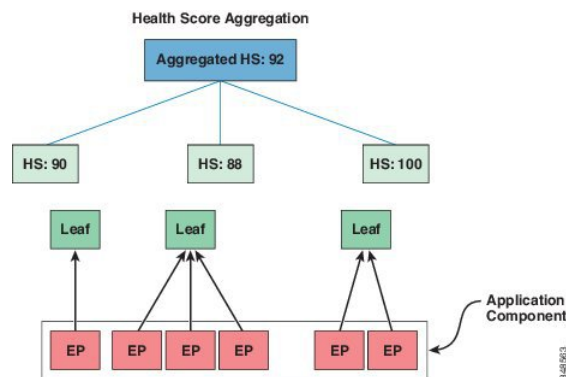 Health Score Aggregation
Aggregated HS: 92
HS: 90
HS: 88
HS: 100
Leaf
Leaf
Leaf
Application
Component
EP
EP
EP
EP
EP
EP
348563